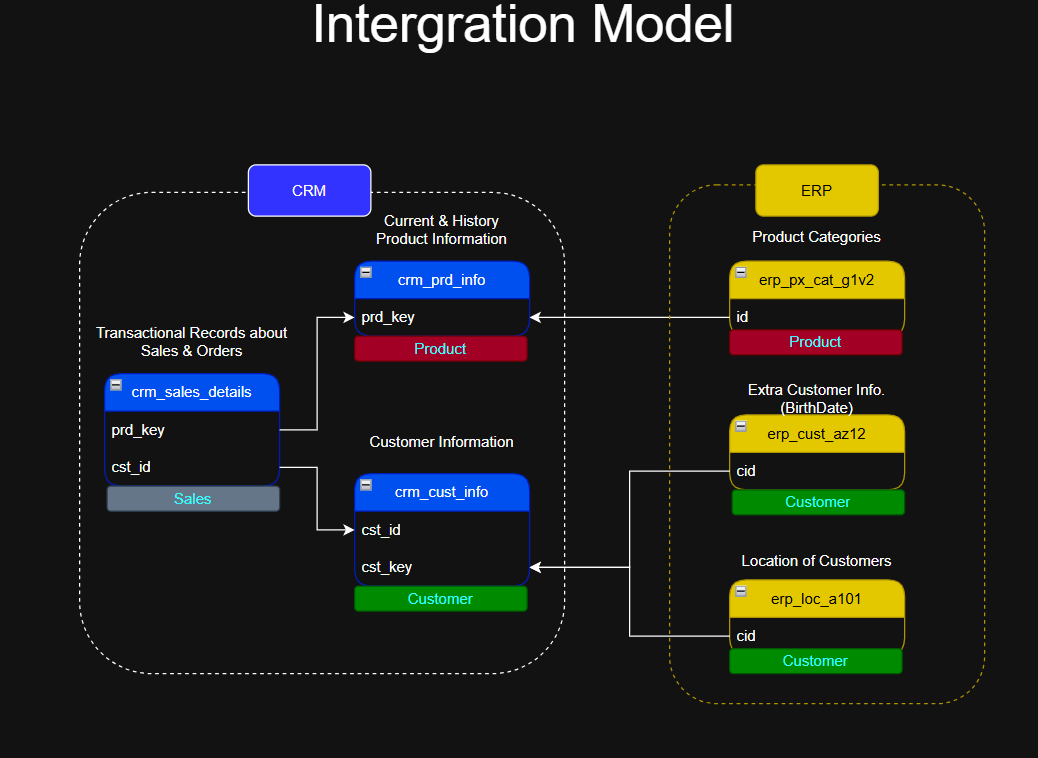 Intergration Model
CRM
Current & History
Product Information
crm_prd_info
prd_key
Product
Transactional Records about
Sales & Orders
crm_sales_details
prd_key
cst_id
Sales
Customer Information
crm_cust_info
cst_id
cst_key
Customer
ERP
Product Categories
erp_px_cat_g1v2
id
Product
Extra Customer Info.
(BirthDate)
erp_cust_az12
cid
Customer
Location of Customers
erp_loc_a101
cid
Customer